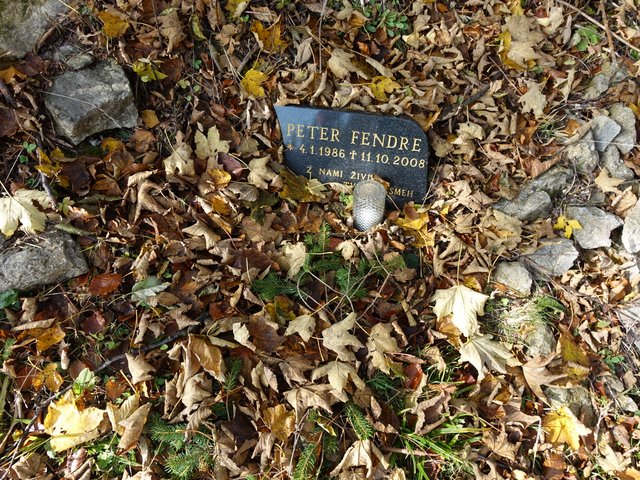 PETER FENDRE
* 4.1.1986 † 11.10.2008
Z NAMI ŽIVI
SMEH